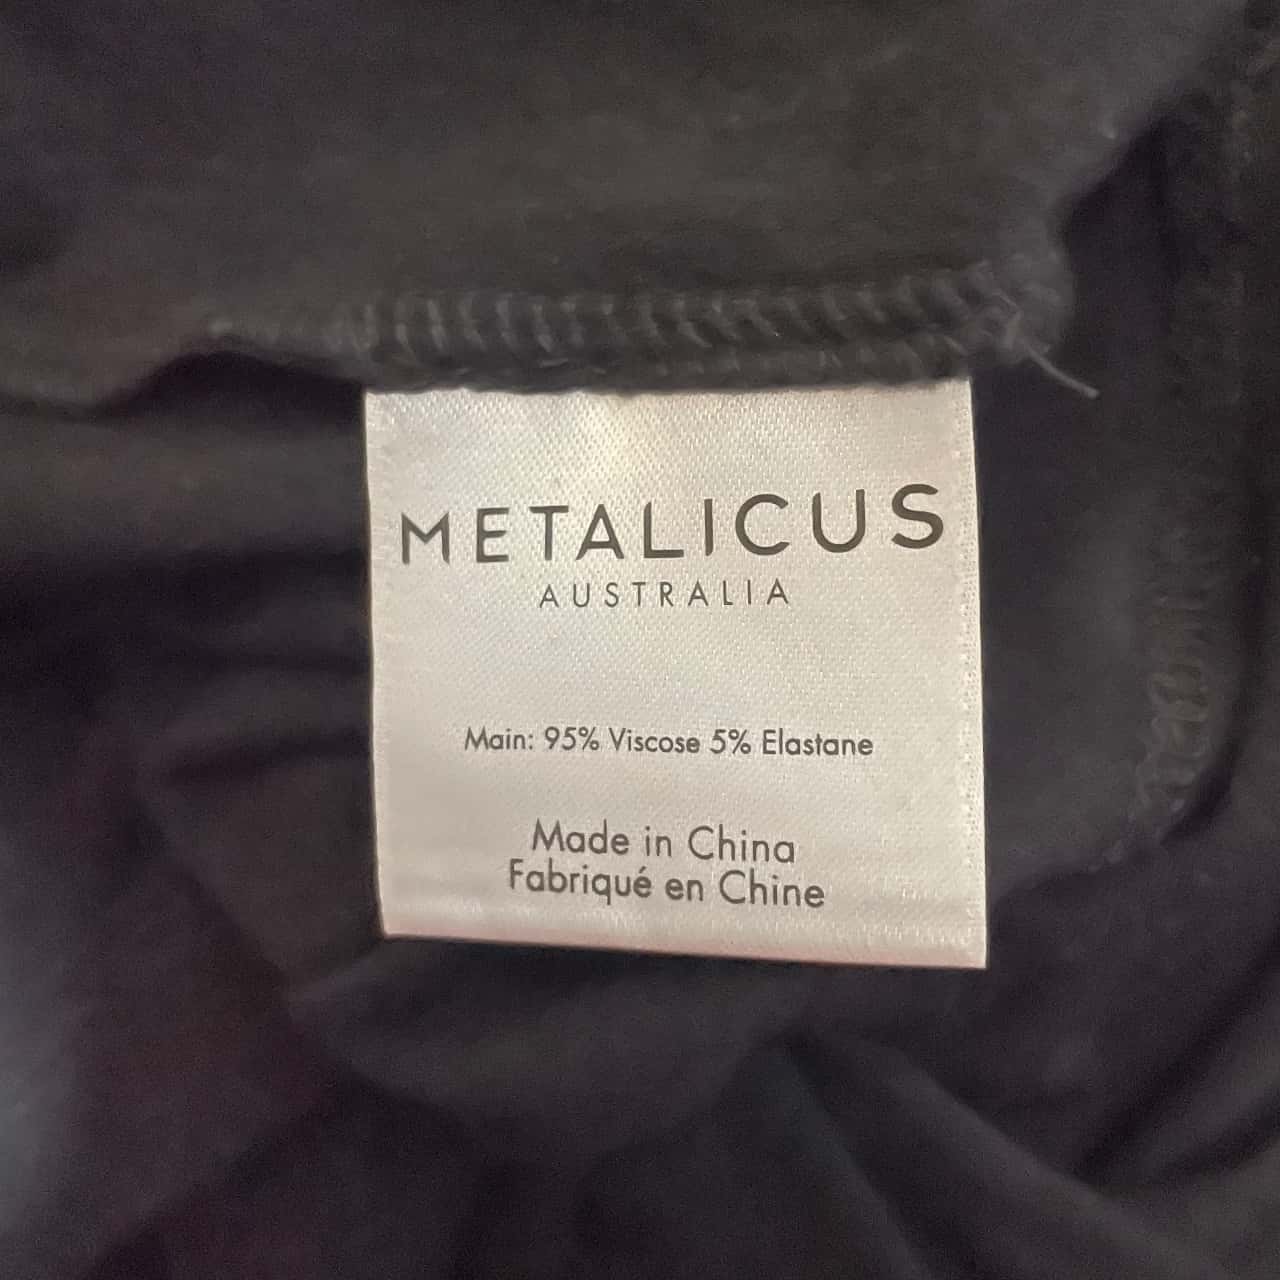 METALICUS
AUSTRALIA
Main: 95% Viscose 5% Elastane
Made in China
Fabriqué en Chine